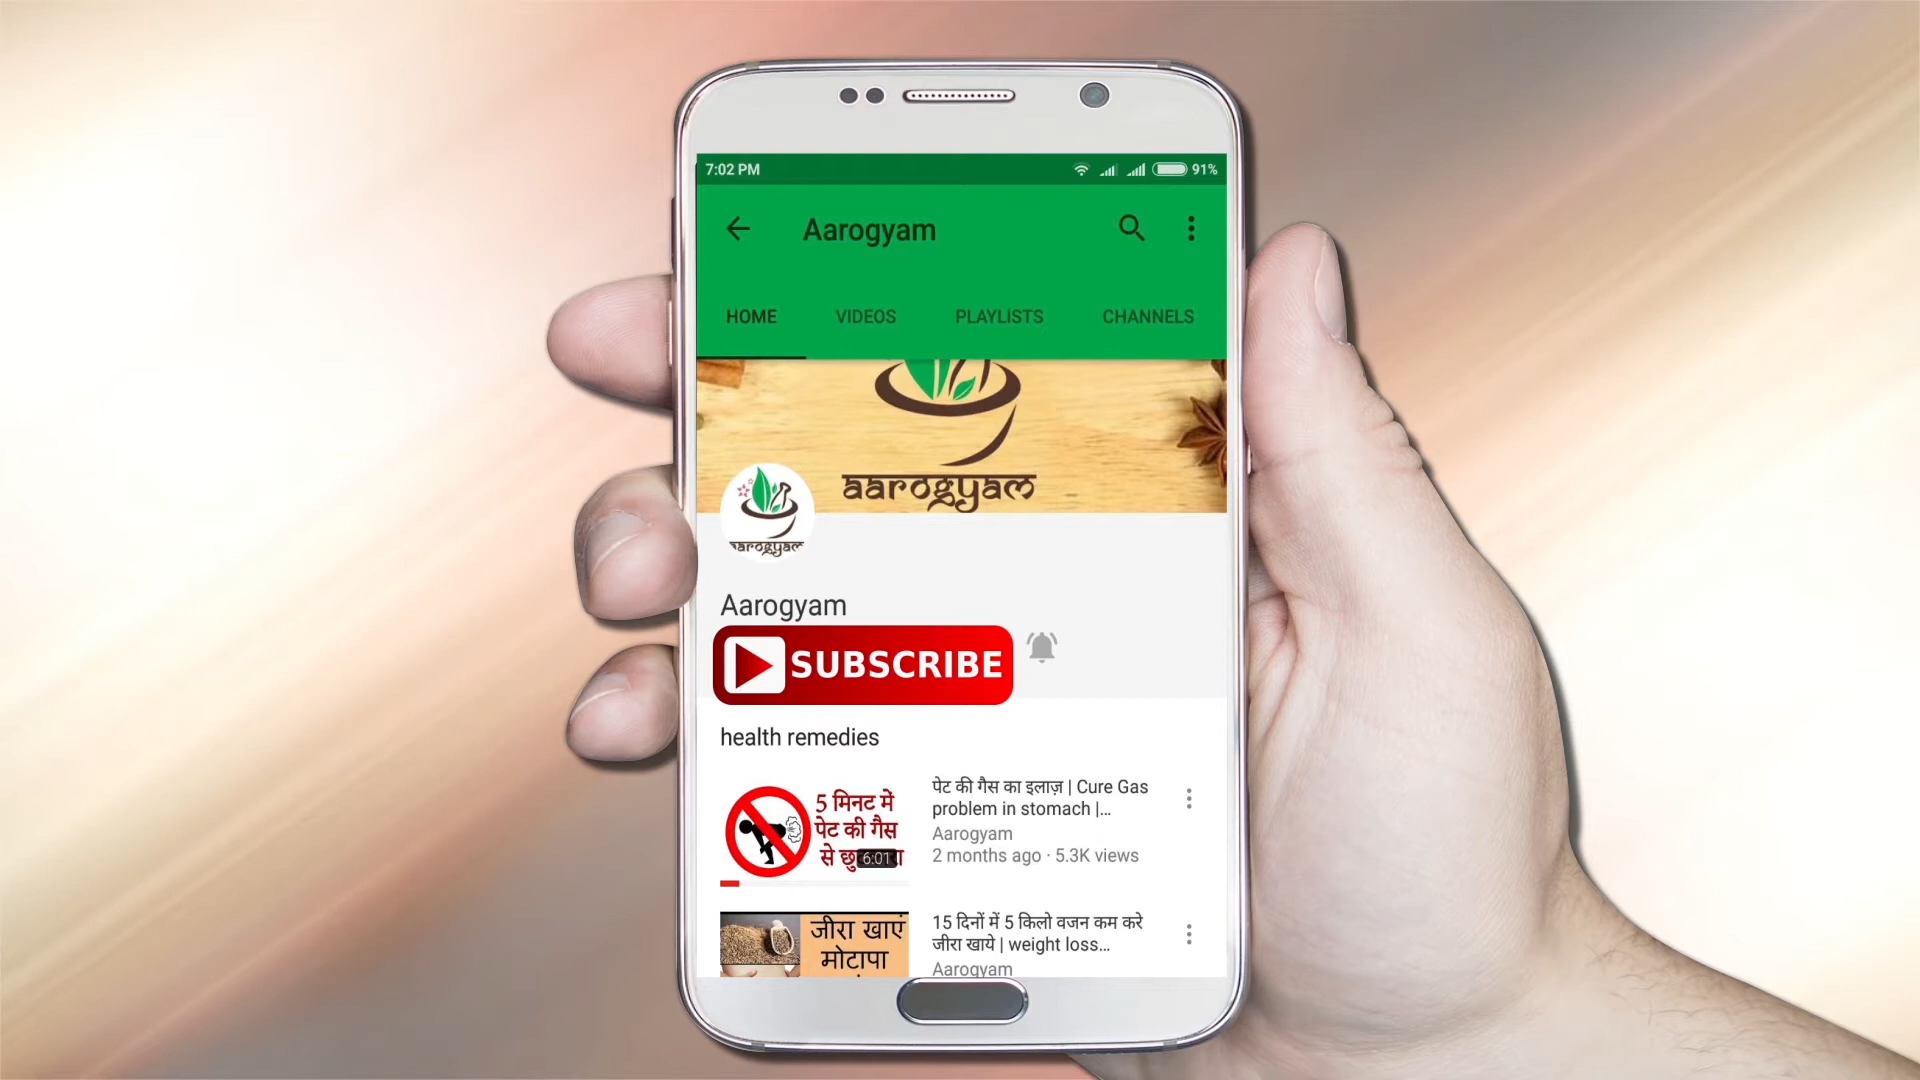 7:02 PM
91%
Aarogyam
HOME VIDEOS PLAYLISTS CHANNELS
aarogyam
aarogyam
Aarogyam
SUBSCRIBE
health remedies
5 मिनट में
पेट की गैस
से
6:01
पेट की गैस का इलाज़ | Cure Gas
problem in stomach |...
Aarogyam
2 months ago · 5.3K views
जीरा खाएं
मोटापा
15 दिनों में 5 किलो वजन कम करे
जीरा खाये | weight loss...
Aarogyam